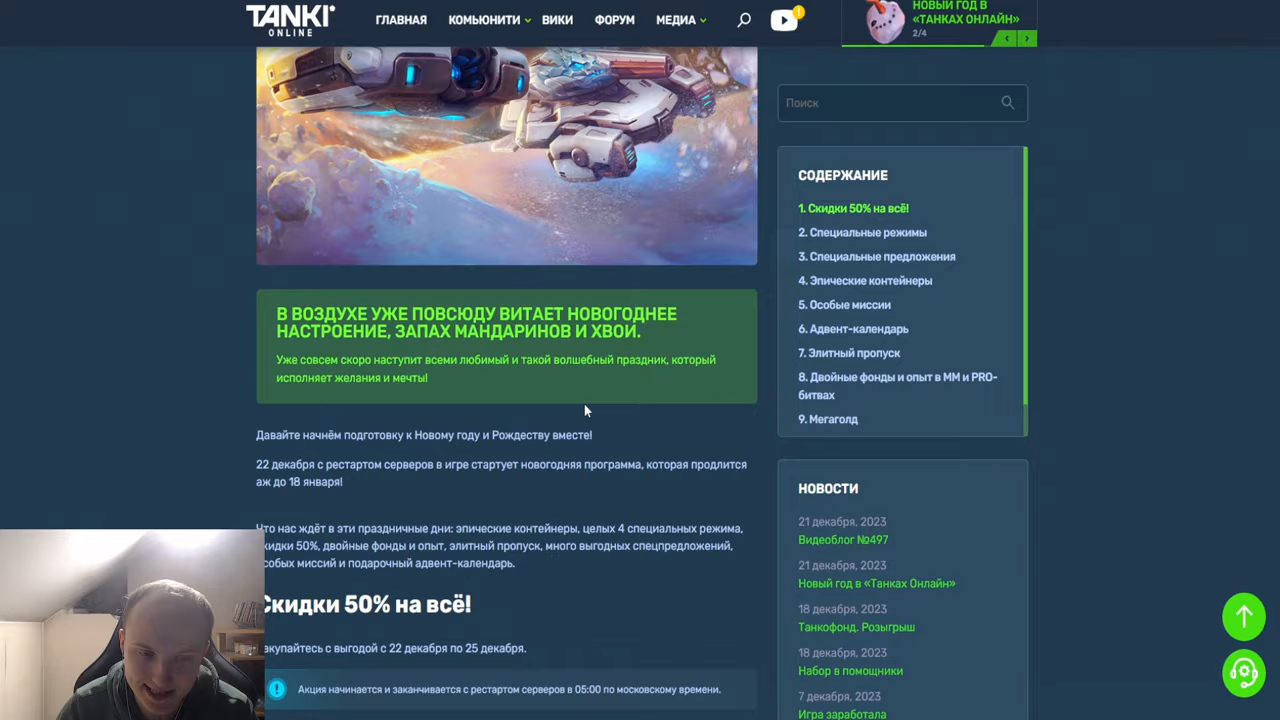 TANKI
ONLINE
ГЛАВНАЯ
КОМЬЮНИТИ
ВИКИ
ФОРУМ
МЕДИА
НОВЫЙ ГОД В
«ТАНКАХ ОНЛАЙН»
2/4
Поиск
СОДЕРЖАНИЕ
1. Скидки 50% на всё!
2. Специальные режимы
3. Специальные предложения
4. Эпические контейнеры
5. Особые миссии
6. Адвент-календарь
7. Элитный пропуск
8. Двойные фонды и опыт в ММ и PRO-
битвах
9. Мегаголд
В ВОЗДУХЕ УЖЕ ПОВСЮДУ ВИТАЕТ НОВОГОДНЕЕ
НАСТРОЕНИЕ, ЗАПАХ МАНДАРИНОВ И ХВОИ.
Уже совсем скоро наступит всеми любимый и такой волшебный праздник, который
исполняет желания и мечты!
Давайте начнём подготовку к Новому году и Рождеству вместе!
22 декабря с рестартом серверов в игре стартует новогодняя программа, которая продлится
аж до 18 января!
Что нас ждёт в эти праздничные дни: эпические контейнеры, целых 4 специальных режима,
кидки 50%, двойные фонды и опыт, элитный пропуск, много выгодных спецпредложений,
собых миссий и подарочный адвент-календарь.
Скидки 50% на всё!
акупайтесь с выгодой с 22 декабря по 25 декабря.
Акция начинается и заканчивается с рестартом серверов в 05:00 по московскому времени.
НОВОСТИ
21 декабря, 2023
Видеоблог №497
21 декабря, 2023
Новый год в «Танках Онлайн»
18 декабря, 2023
Танкофонд. Розыгрыш
18 декабря, 2023
Набор в помощники
7 декабря, 2023
Игра заработала